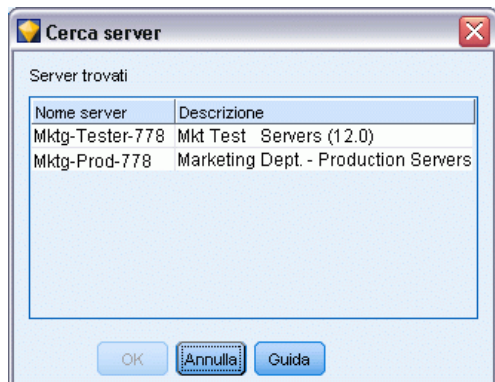 Cerca server
Server trovati
Nome server Descrizione
Mktg-Tester-778 Mkt Test Servers (12.0)
Mktg-Prod-778 Marketing Dept. - Production Servers
OK Annulla Guida